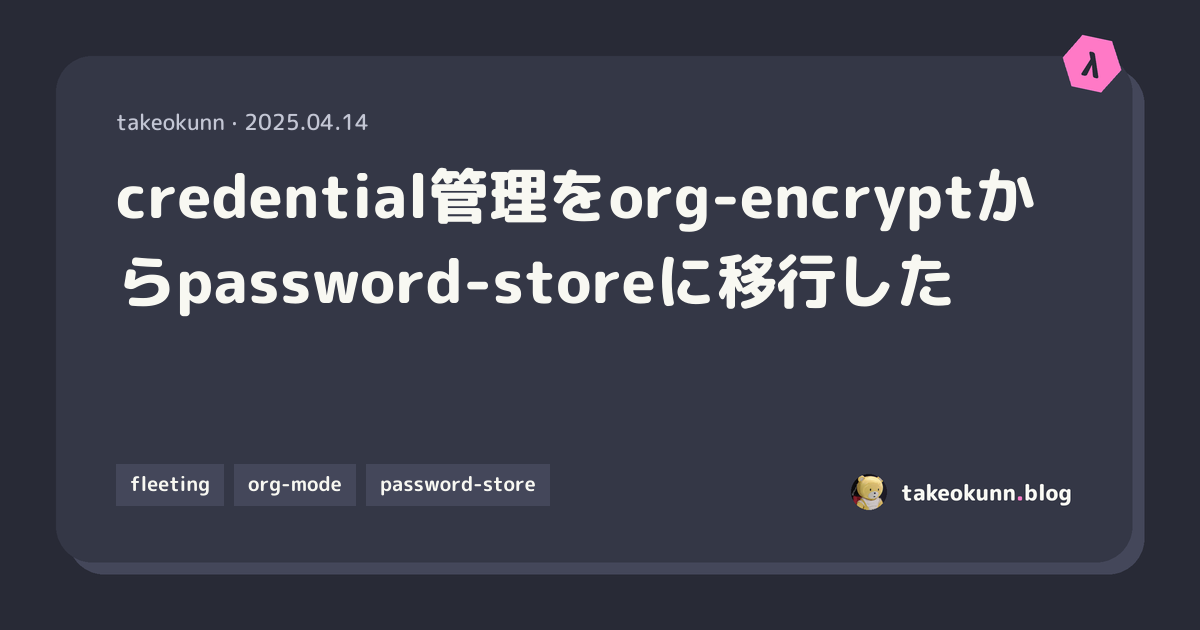 λ
takeokunn · 2025.04.14
credential管理をorg-encryptか
らpassword-storeに移行した
fleeting org-mode password-store
takeokunn.blog